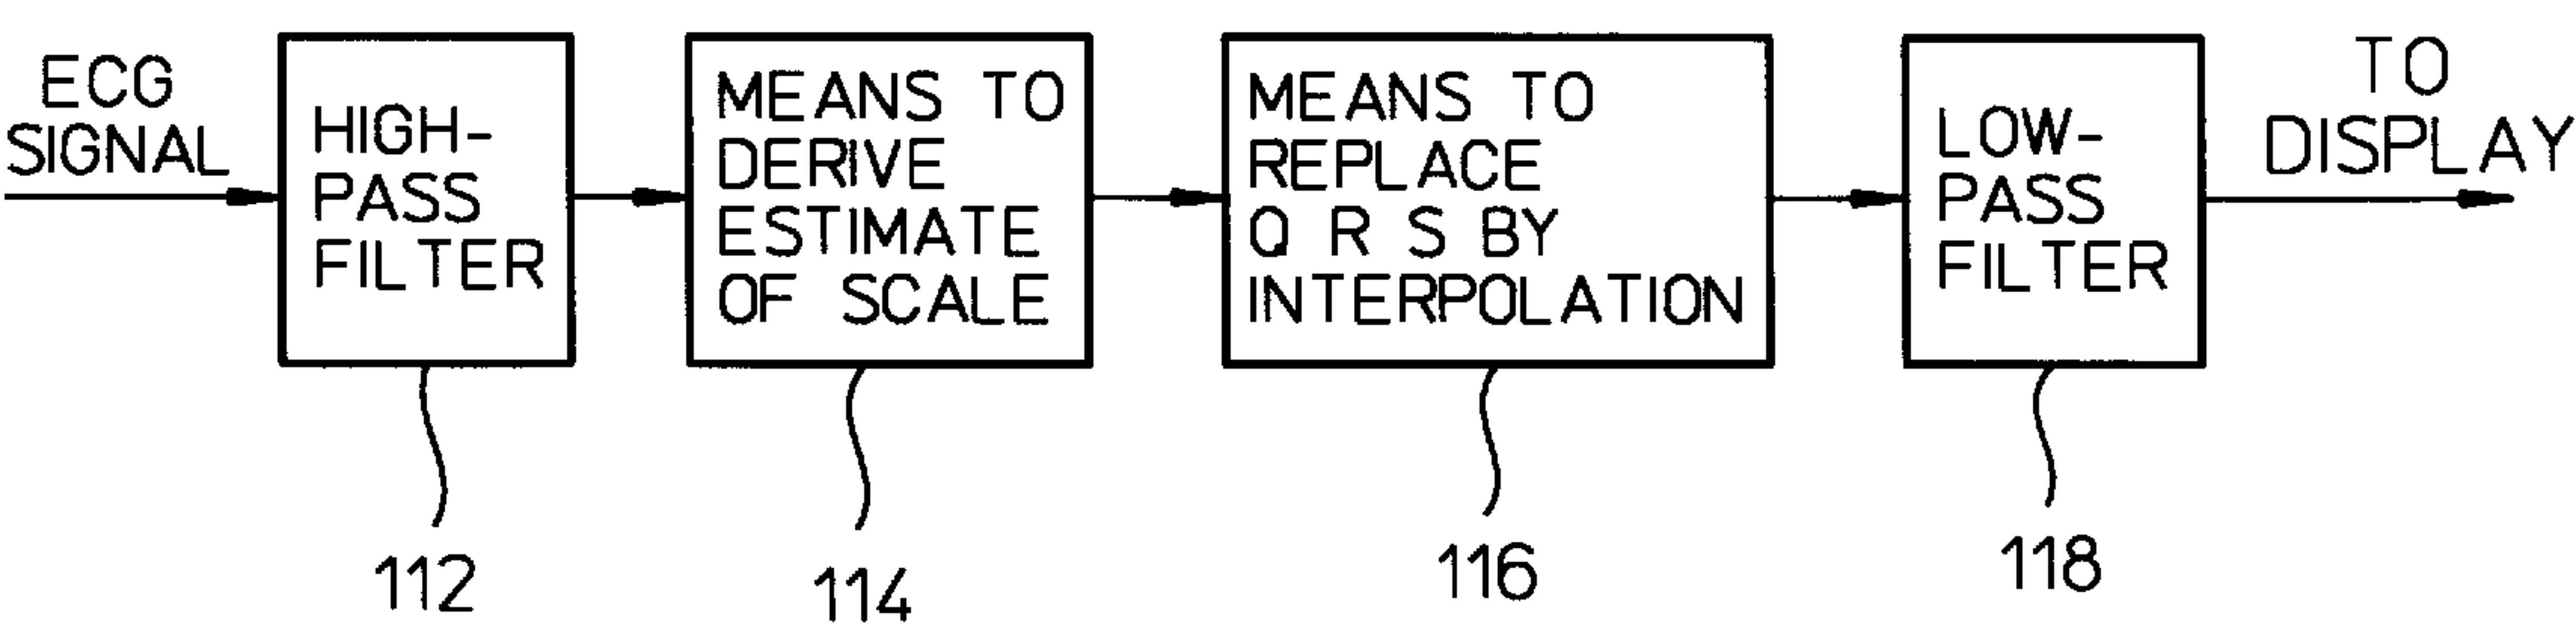 ECG
SIGNAL
HIGH-
PASS
FILTER
MEANS TO
DERIVE
ESTIMATE
OF SCALE
MEANS TO
REPLACE
Q R S BY
INTERPOLATION
LOW-
PASS
FILTER
TO
DISPLAY
112
114
116
118